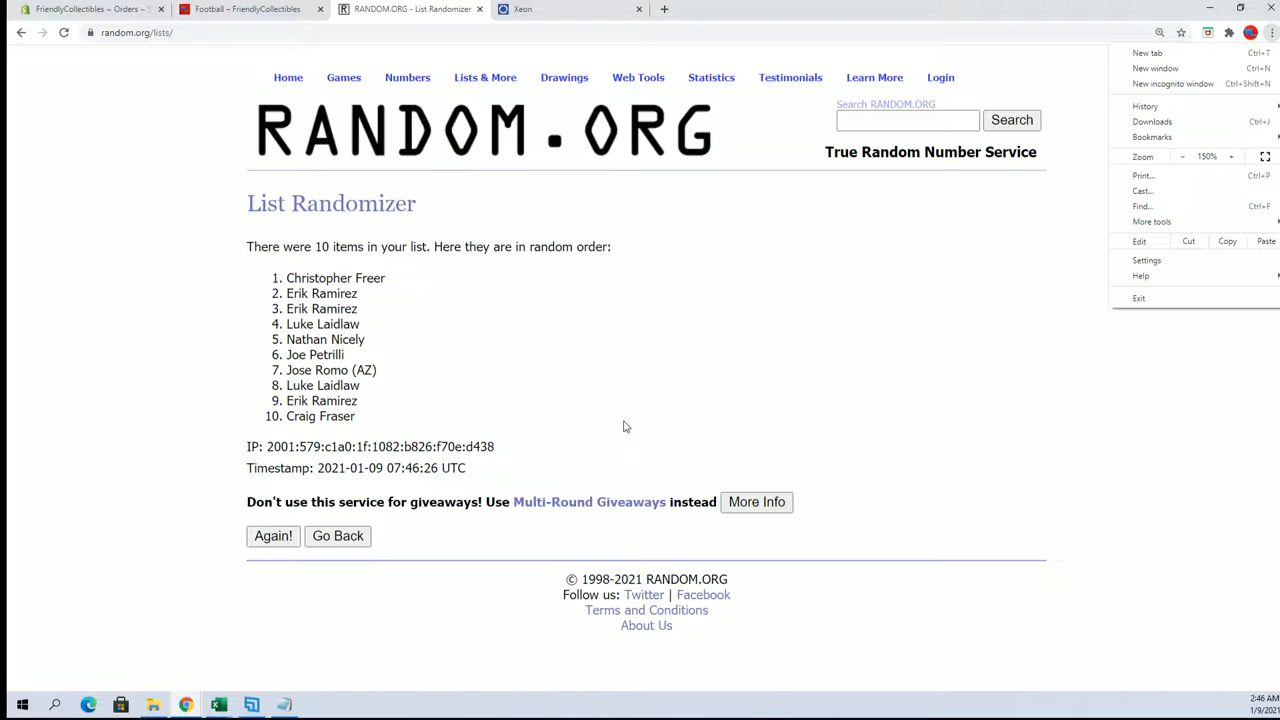 FriendlyCollectibles – Orders – S
Football – FriendlyCollectibles
RANDOM.ORG - List Randomizer
Xeon
random.org/lists/
New tab Ctrl+T
New window Ctrl+N
New incognito window Ctrl+Shift+N
History
Downloads Ctrl+J
Bookmarks
Zoom − 150% +
Print... Ctrl+P
Cast...
Find... Ctrl+F
More tools
Edit Cut Copy Paste
Settings
Help
Exit
Home Games Numbers Lists & More Drawings Web Tools Statistics Testimonials Learn More Login
RANDOM.ORG
Search RANDOM.ORG
Search
True Random Number Service
List Randomizer
There were 10 items in your list. Here they are in random order:
1. Christopher Freer
2. Erik Ramirez
3. Erik Ramirez
4. Luke Laidlaw
5. Nathan Nicely
6. Joe Petrilli
7. Jose Romo (AZ)
8. Luke Laidlaw
9. Erik Ramirez
10. Craig Fraser
IP: 2001:579:c1a0:1f:1082:b826:f70e:d438
Timestamp: 2021-01-09 07:46:26 UTC
Don't use this service for giveaways! Use Multi-Round Giveaways instead More Info
Again! Go Back
© 1998-2021 RANDOM.ORG
Follow us: Twitter | Facebook
Terms and Conditions
About Us
2:46 AM
1/9/2021